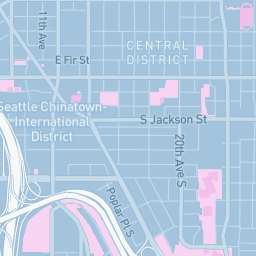 11th Ave
E Fir St
CENTRAL
DISTRICT
Seattle Chinatown-
International
District
S Jackson St
20th Ave S
Poplar Pl S